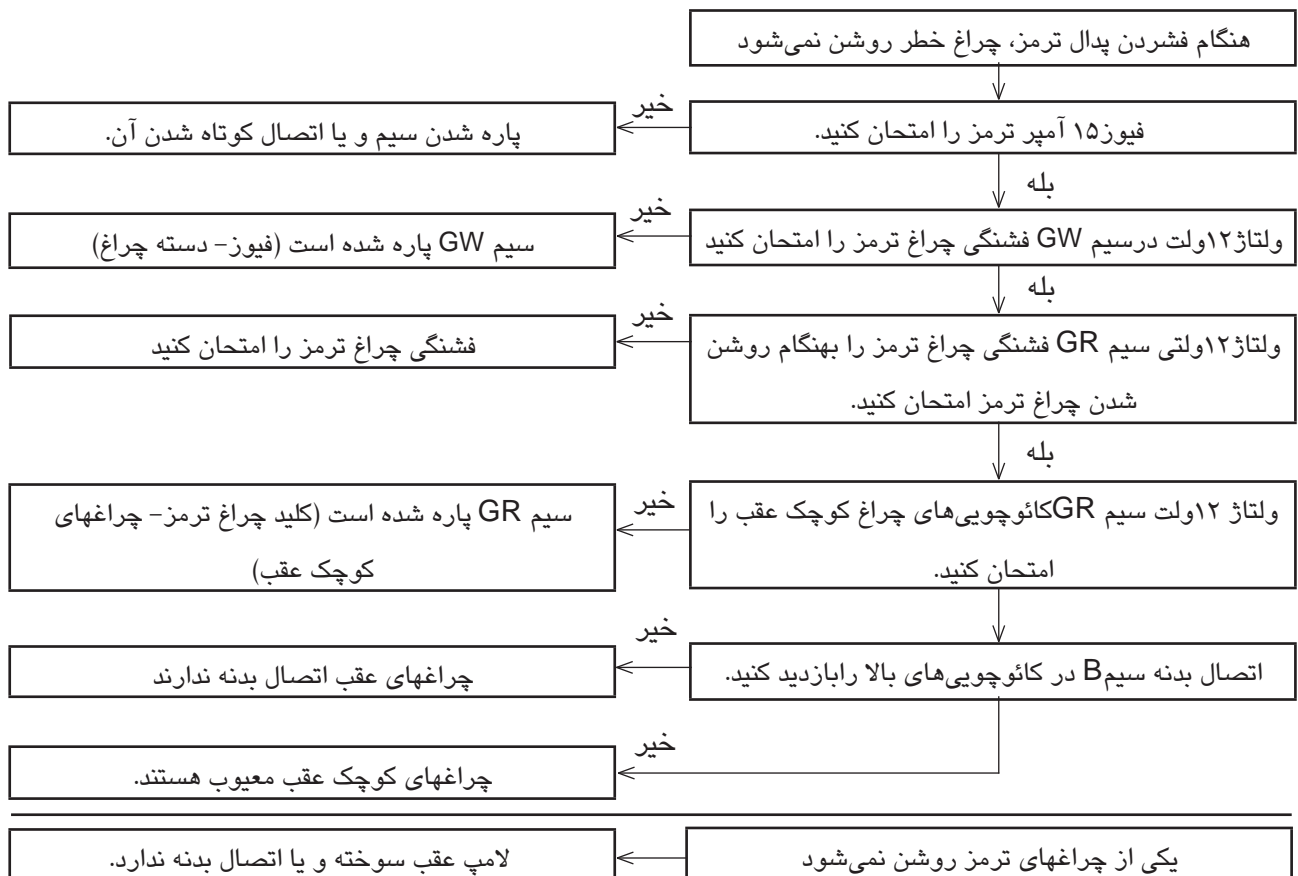 هنگام فشردن پدال ترمز، چراغ خطر روشن نمی‌شود
خیر
فیوز۱۵ آمپر ترمز را امتحان کنید.
پاره شدن سیم و یا اتصال کوتاه شدن آن.
بله
خیر
ولتاژ۱۲ولت درسیم GW فشنگی چراغ ترمز را امتحان کنید
سیم GW پاره شده است (فیوز- دسته چراغ)
بله
خیر
ولتاژ۱۲ولتی سیم GR فشنگی چراغ ترمز را بهنگام روشن
شدن چراغ ترمز امتحان کنید.
فشنگی چراغ ترمز را امتحان کنید
بله
خیر
ولتاژ ۱۲ولت سیم GRکائوچویی‌های چراغ کوچک عقب را
امتحان کنید.
سیم GR پاره شده است (کلید چراغ ترمز- چراغهای
کوچک عقب)
خیر
اتصال بدنه سیمB در کائوچویی‌های بالا رابازدید کنید.
چراغهای عقب اتصال بدنه ندارند
خیر
چراغهای کوچک عقب معیوب هستند.
یکی از چراغهای ترمز روشن نمی‌شود
لامپ عقب سوخته و یا اتصال بدنه ندارد.